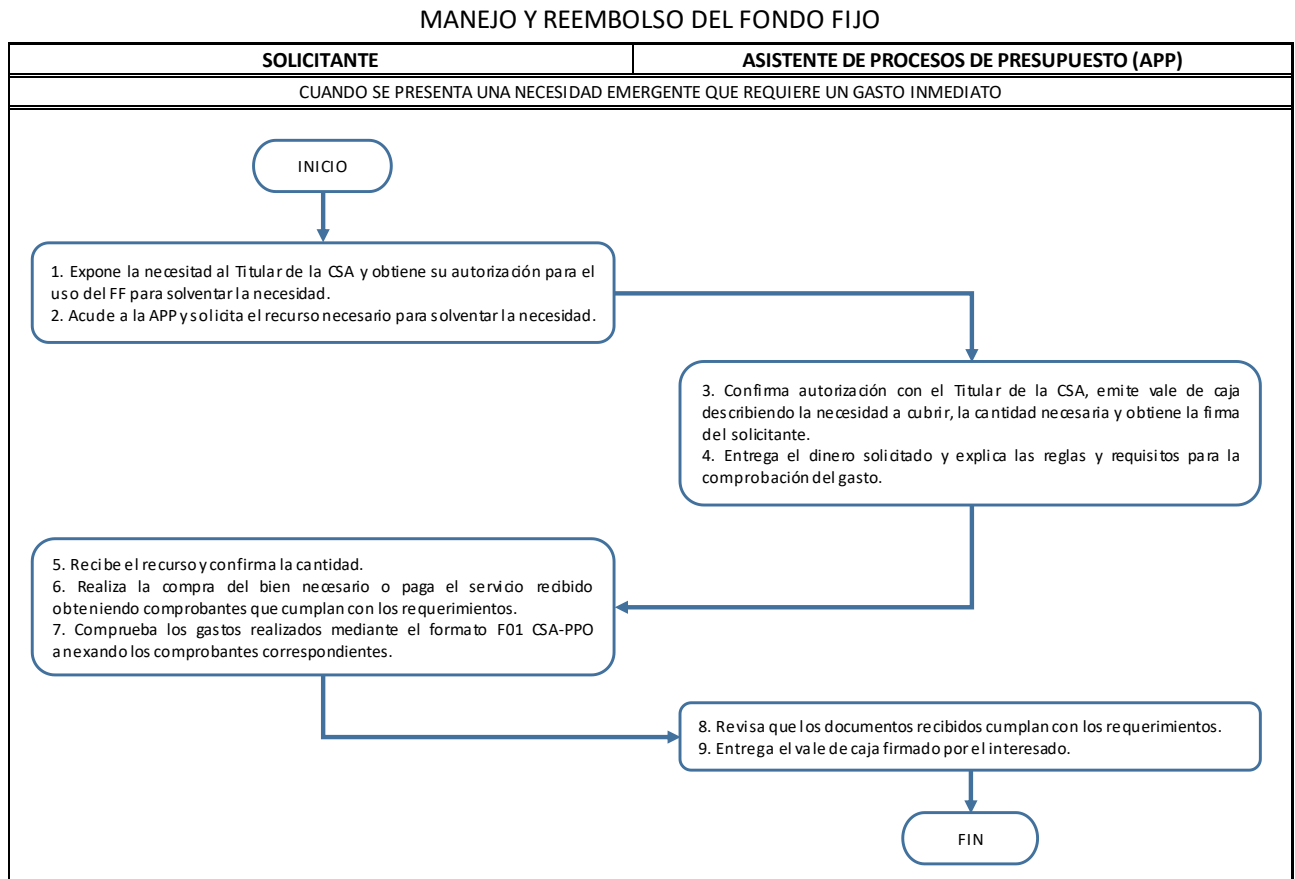 MANEJO Y REEMBOLSO DEL FONDO FIJO
SOLICITANTE
ASISTENTE DE PROCESOS DE PRESUPUESTO (APP)
CUANDO SE PRESENTA UNA NECESIDAD EMERGENTE QUE REQUIERE UN GASTO INMEDIATO
INICIO
1. Expone la necesitad al Titular de la CSA y obtiene su autorización para el
uso del FF para solventar la necesidad.
2. Acude a la APP y solicita el recurso necesario para solventar la necesidad.
3. Confirma autorización con el Titular de la CSA, emite vale de caja
describiendo la necesidad a cubrir, la cantidad necesaria y obtiene la firma
del solicitante.
4. Entrega el dinero solicitado y explica las reglas y requisitos para la
comprobación del gasto.
5. Recibe el recurso y confirma la cantidad.
6. Realiza la compra del bien necesario o paga el servicio recibido
obteniendo comprobantes que cumplan con los requerimientos.
7. Comprueba los gastos realizados mediante el formato F01 CSA-PPO
anexando los comprobantes correspondientes.
8. Revisa que los documentos recibidos cumplan con los requerimientos.
9. Entrega el vale de caja firmado por el interesado.
FIN